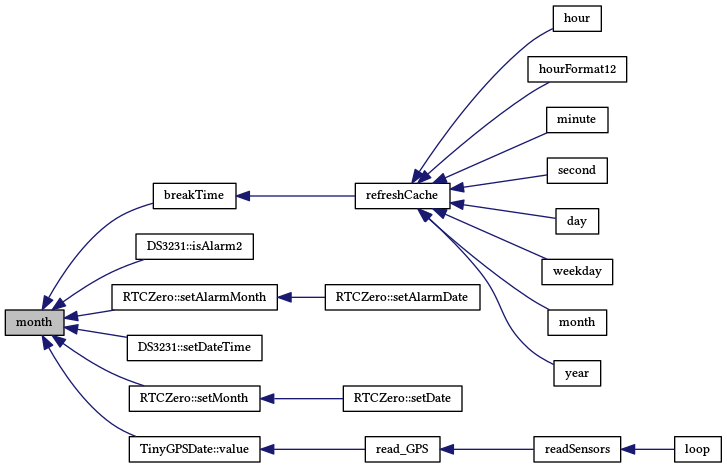 hour
hourFormat12
minute
second
breakTime
refreshCache
day
DS3231::isAlarm2
weekday
RTCZero::setAlarmMonth
RTCZero::setAlarmDate
month
month
DS3231::setDateTime
year
RTCZero::setMonth
RTCZero::setDate
TinyGPSDate::value
read_GPS
readSensors
loop